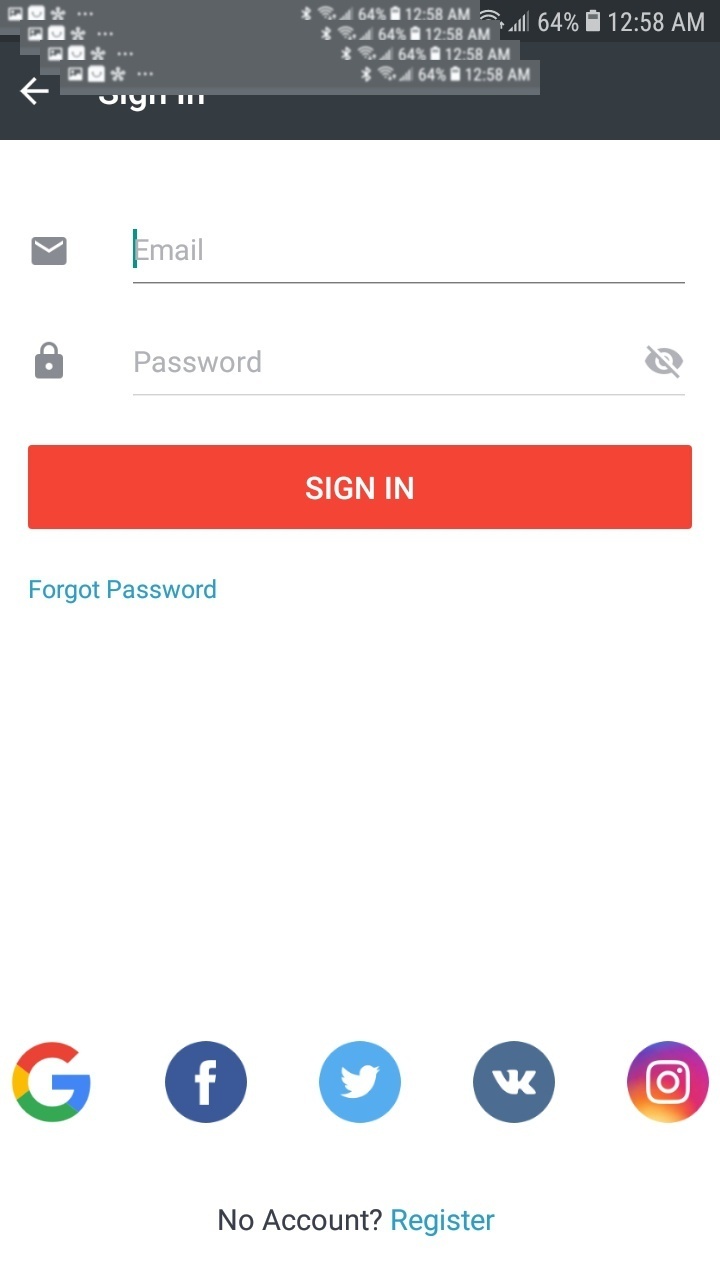 64% 12:58 AM 64% 12:58 AM
64% 12:58 AM
64% 12:58 AM
64% 12:58 AM
Sign In
Email
Password
SIGN IN
Forgot Password
No Account? Register